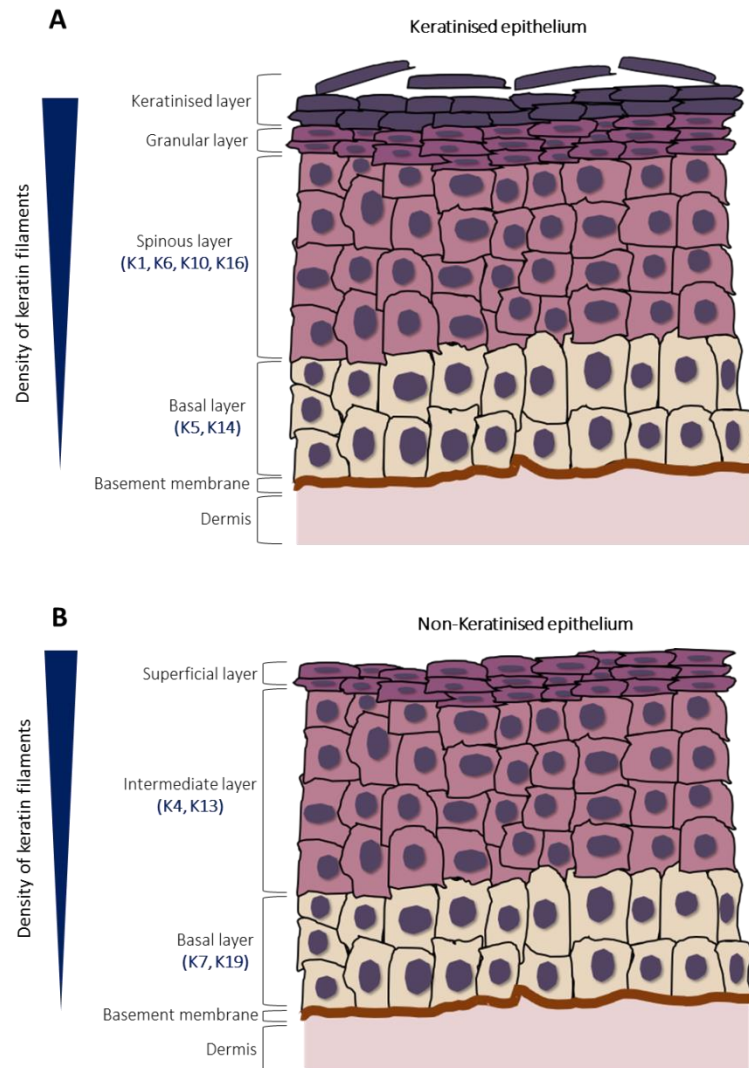 A
Keratinised epithelium
Keratinised layer
Granular layer
Spinous layer
(K1, K6, K10, K16)
Density of keratin filaments
Basal layer
(K5, K14)
Basement membrane
Dermis
B
Non-Keratinised epithelium
Superficial layer
Intermediate layer
(K4, K13)
Density of keratin filaments
Basal layer
(K7, K19)
Basement membrane
Dermis